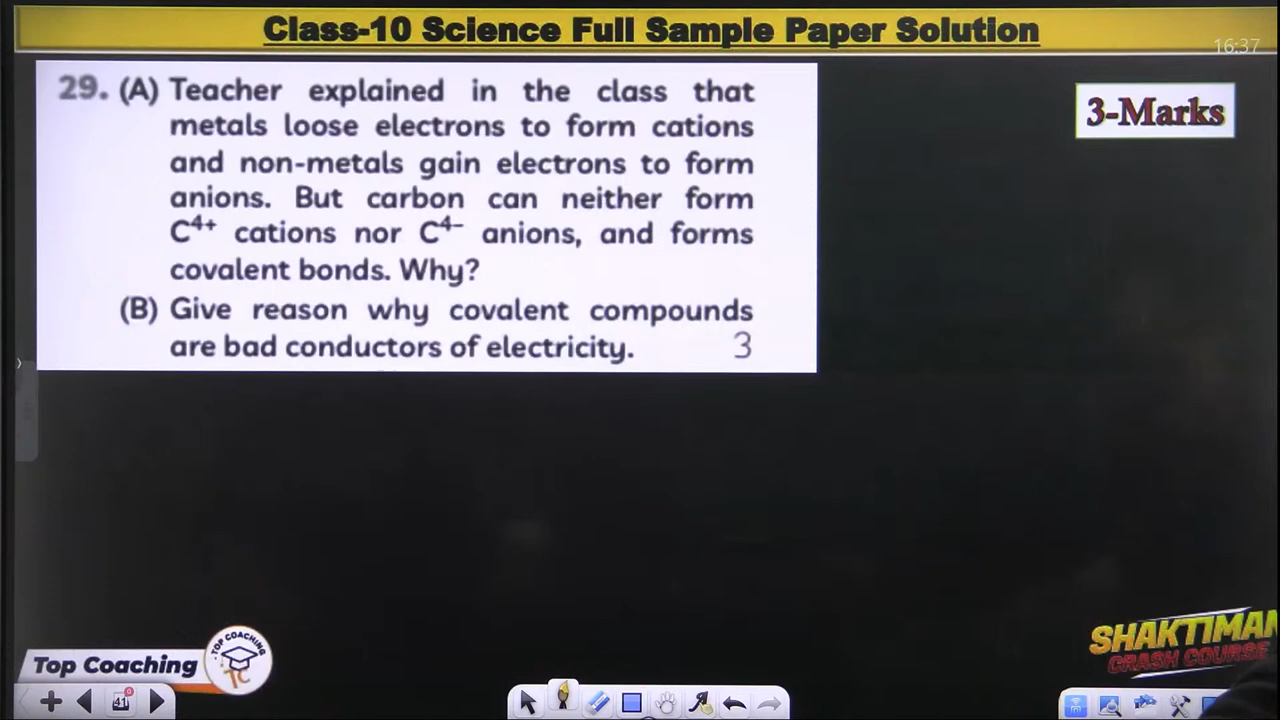 Class-10 Science Full Sample Paper Solution
16:37
29. (A) Teacher explained in the class that
metals loose electrons to form cations
and non-metals gain electrons to form
anions. But carbon can neither form
C⁴⁺ cations nor C⁴⁻ anions, and forms
covalent bonds. Why?
(B) Give reason why covalent compounds
are bad conductors of electricity. 3
3-Marks
Top Coaching
TOP COACHING
TC
SHAKTIMAN
CRASH COURSE
41